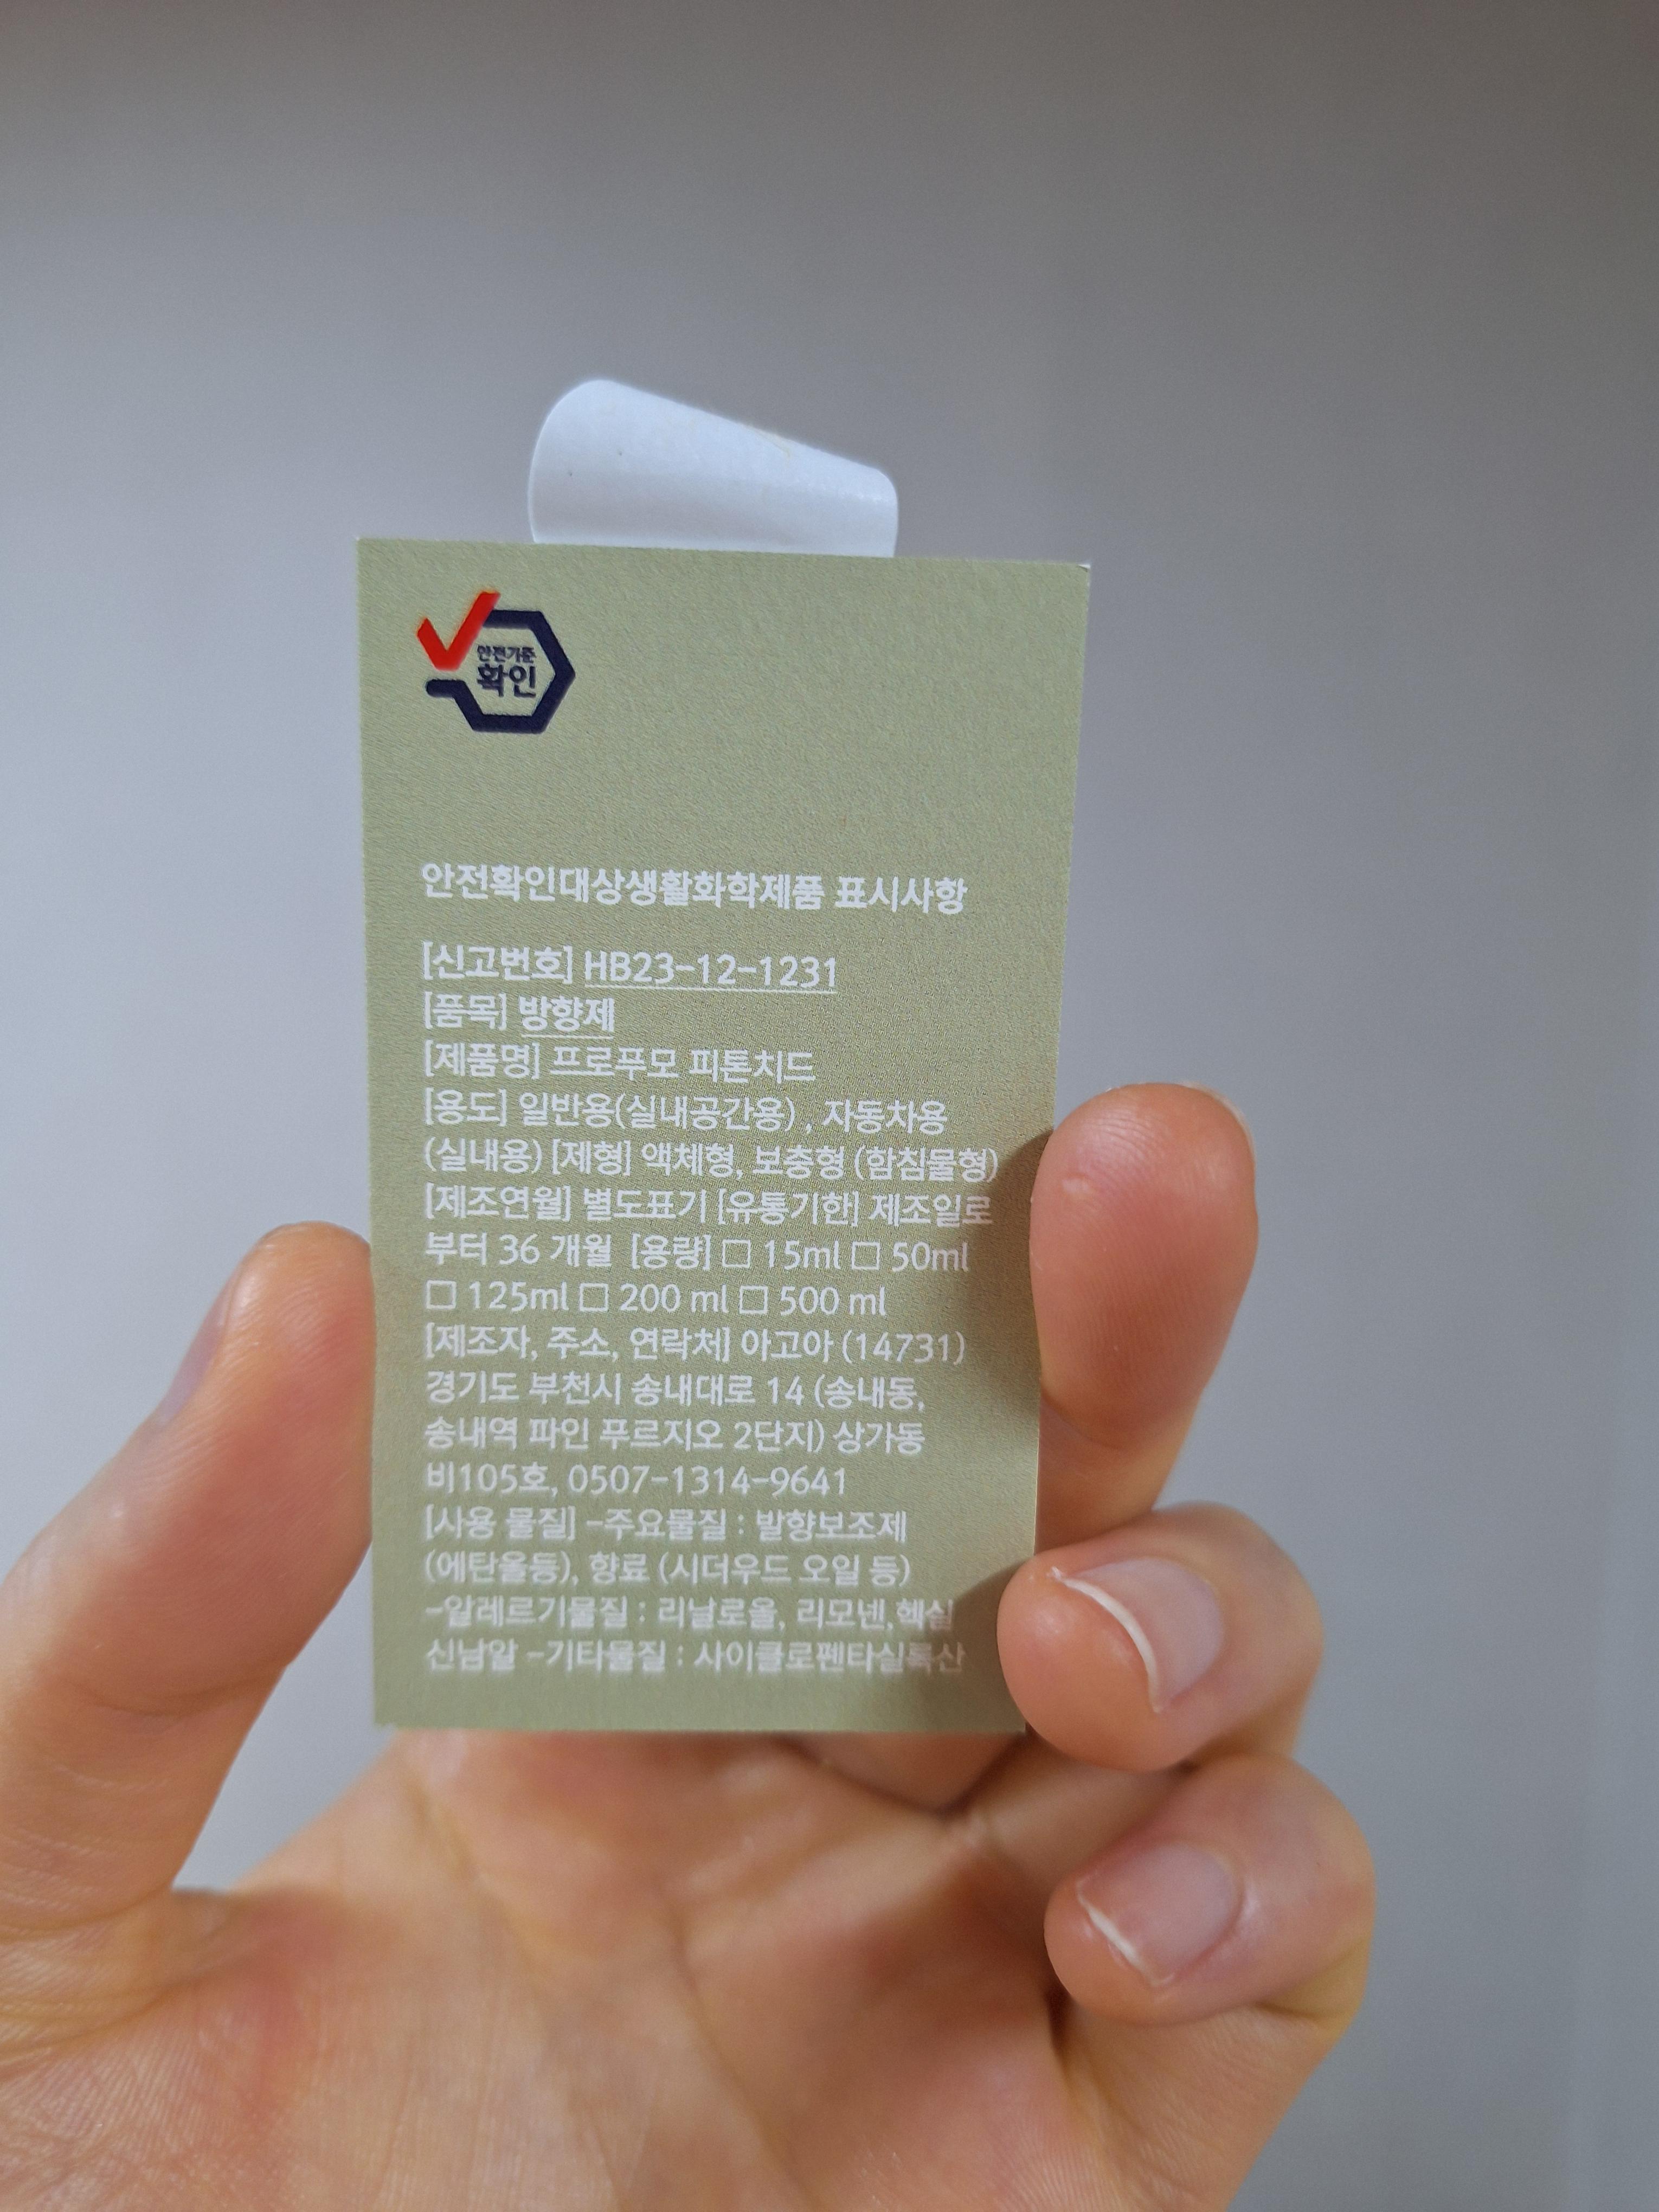 안전기준
확인
안전확인대상생활화학제품 표시사항
[신고번호] HB23-12-1231
[품목] 방향제
[제품명] 프로푸모 피톤치드
[용도] 일반용(실내공간용) , 자동차용
(실내용) [제형] 액체형, 보충형 (함침물형)
[제조연월] 별도표기 [유통기한] 제조일로
부터 36 개월 [용량] □ 15ml □ 50ml
□ 125ml □ 200 ml □ 500 ml
[제조자, 주소, 연락처] 아고아 (14731)
경기도 부천시 송내대로 14 (송내동,
송내역 파인 푸르지오 2단지) 상가동
비105호, 0507-1314-9641
[사용 물질] -주요물질 : 발향보조제
(에탄올등), 향료 (시더우드 오일 등)
-알레르기물질 : 리날로올, 리모넨,헥실
신남알 -기타물질 : 사이클로펜타실록산